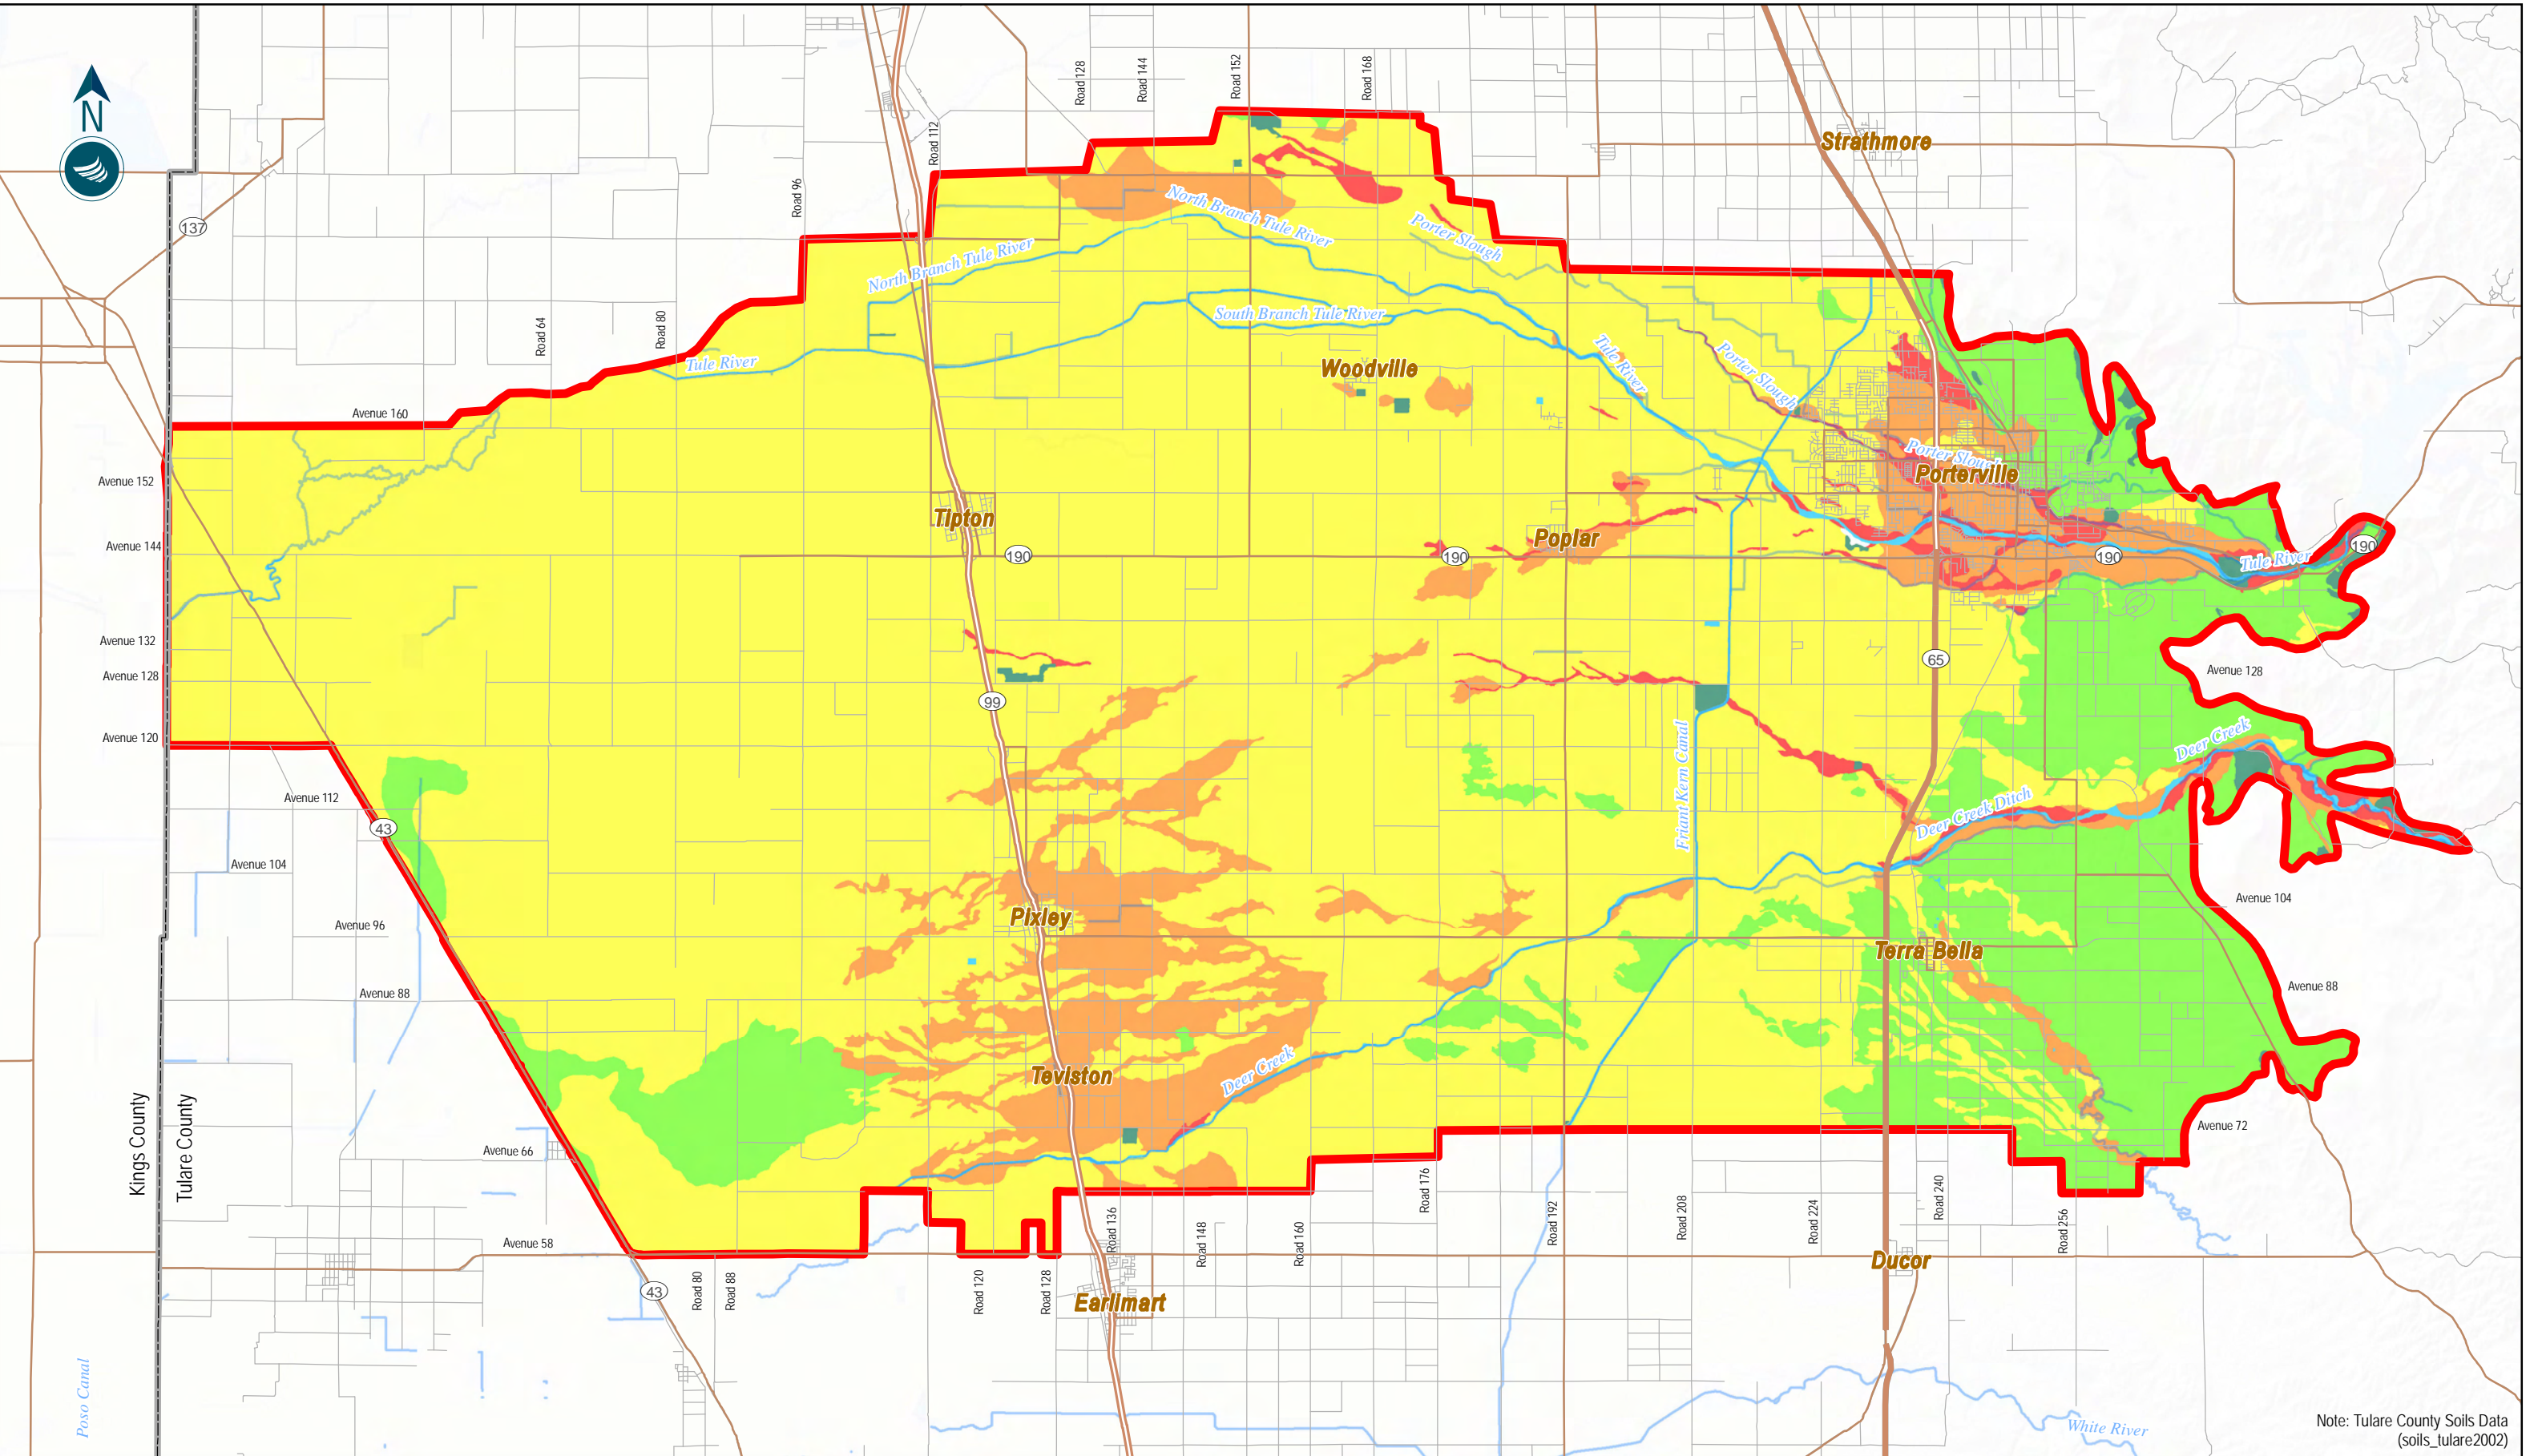 N
137
Road 128
Road 144
Road 152
Road 168
Road 112
Road 96
Road 64
Road 80
Strathmore
North Branch Tule River
Porter Slough
North Branch Tule River
South Branch Tule River
Tule River
Woodville
Tule River
Porter Slough
Avenue 160
Porter Slough
Porterville
Avenue 152
Tipton
Poplar
Avenue 144
190
190
190
190
Tule River
Avenue 132
65
Avenue 128
Avenue 128
99
Avenue 120
Friant Kern Canal
Deer Creek
Avenue 112
43
Deer Creek Ditch
Avenue 104
Avenue 104
Pixley
Avenue 96
Terra Bella
Avenue 88
Avenue 88
Teviston
Deer Creek
Kings County
Tulare County
Avenue 72
Avenue 66
Road 176
Road 192
Road 208
Road 224
Road 240
Road 256
Road 136
Road 148
Road 160
Avenue 58
Ducor
43
Road 80
Road 88
Road 120
Road 128
Earlimart
Poso Canal
White River
Note: Tulare County Soils Data
(soils_tulare2002)